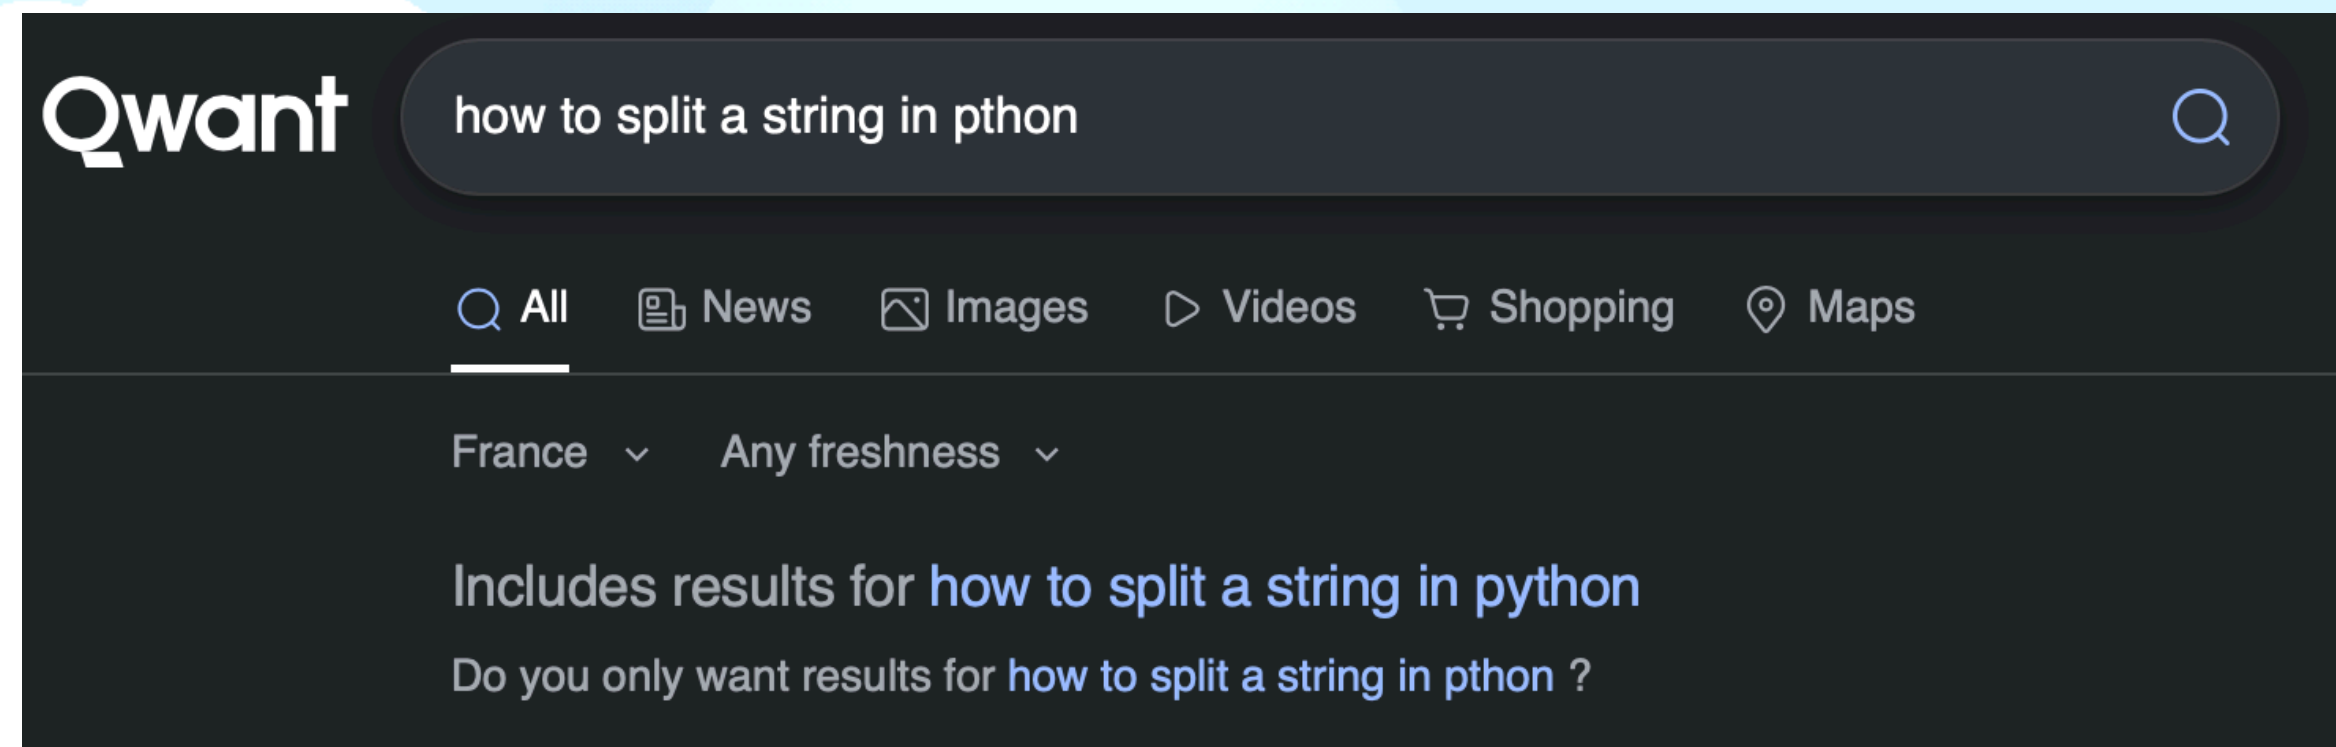 Qwant
how to split a string in pthon
All News Images Videos Shopping Maps
France Any freshness
Includes results for how to split a string in python
Do you only want results for how to split a string in pthon ?